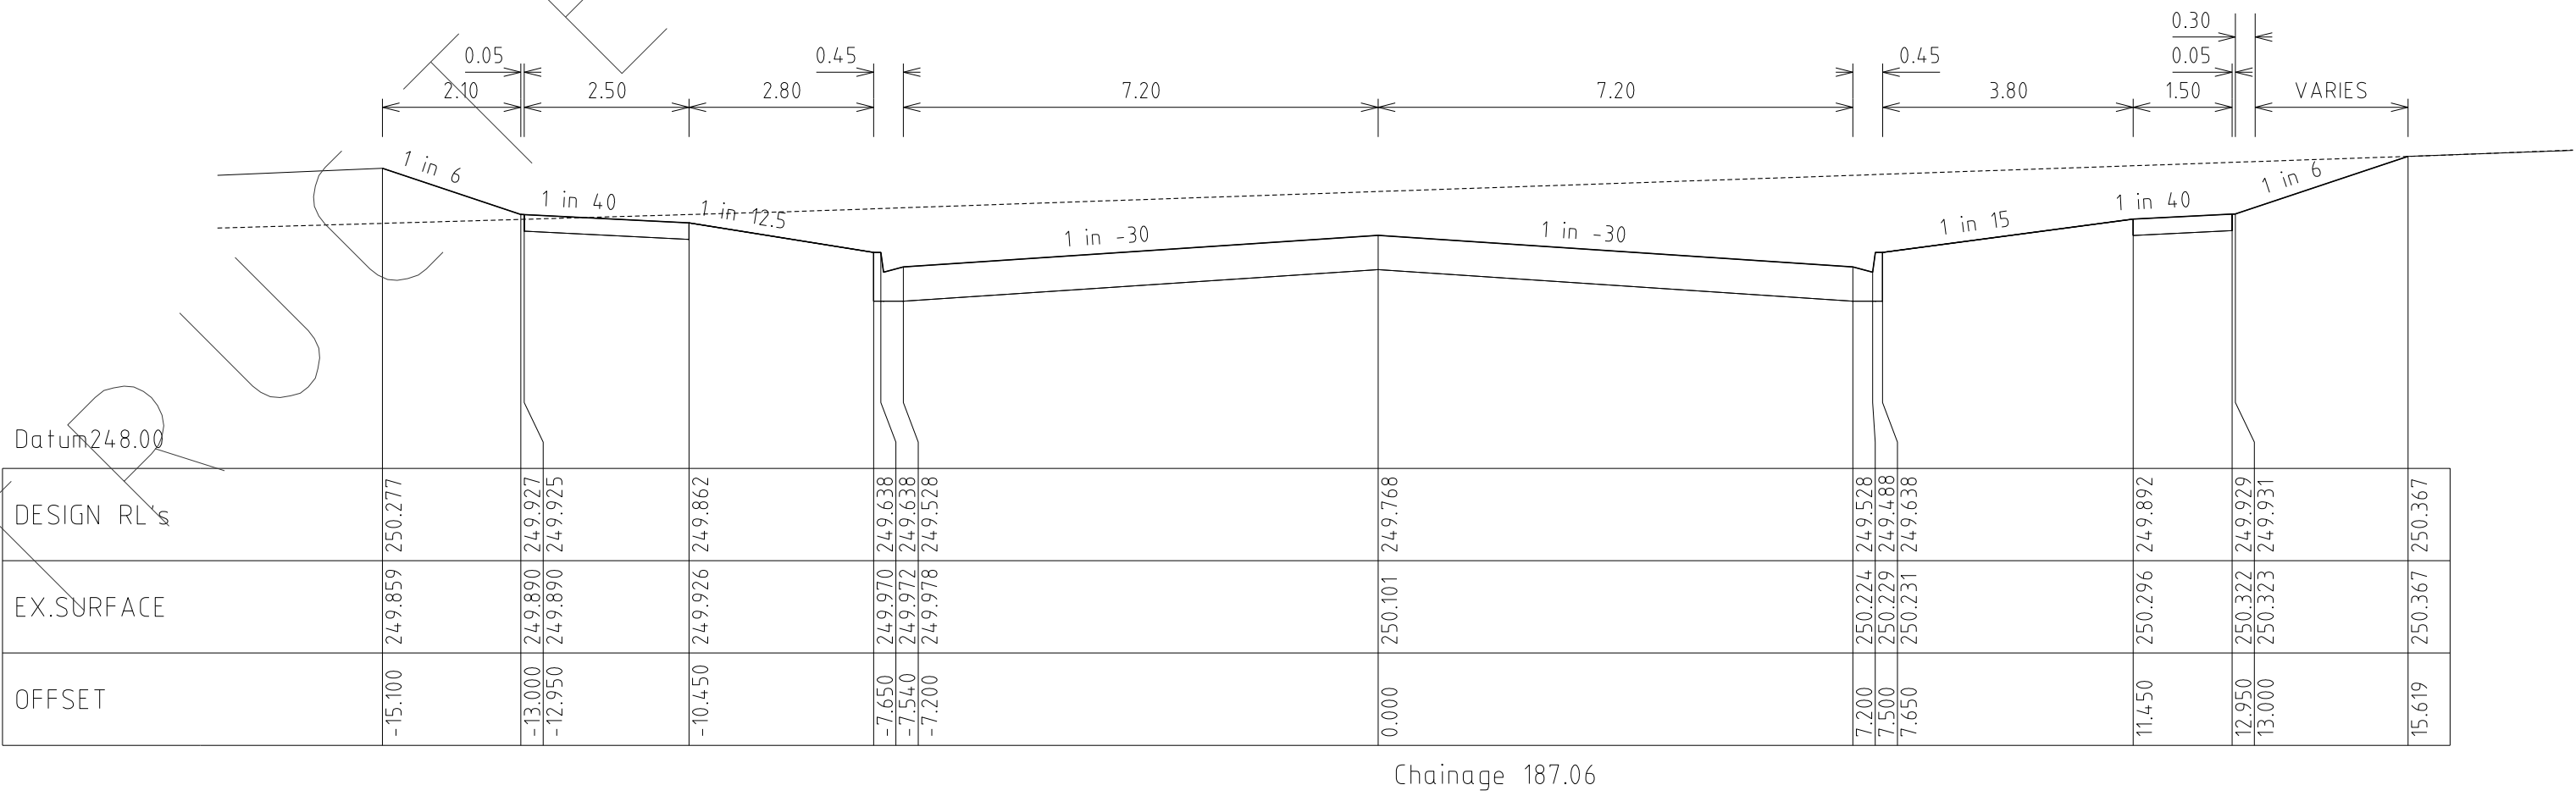 0.30
0.05 0.45 0.45 0.05
2.10 2.50 2.80 7.20 7.20 3.80 1.50 VARIES
1 in 6 1 in 40 1 in 12.5 1 in -30 1 in -30 1 in 15 1 in 40 1 in 6
Datum248.00
DESIGN RL's 250.277 249.927 249.925 249.862 249.638 249.638 249.528 249.768 249.528 249.488 249.638 249.892 249.929 249.931 250.367
EX.SURFACE 249.859 249.890 249.890 249.926 249.970 249.972 249.978 250.101 250.224 250.229 250.231 250.296 250.322 250.323 250.367
OFFSET -15.100 -13.000 -12.950 -10.450 -7.650 -7.540 -7.200 0.000 7.200 7.500 7.650 11.450 12.950 13.000 15.619
Chainage 187.06